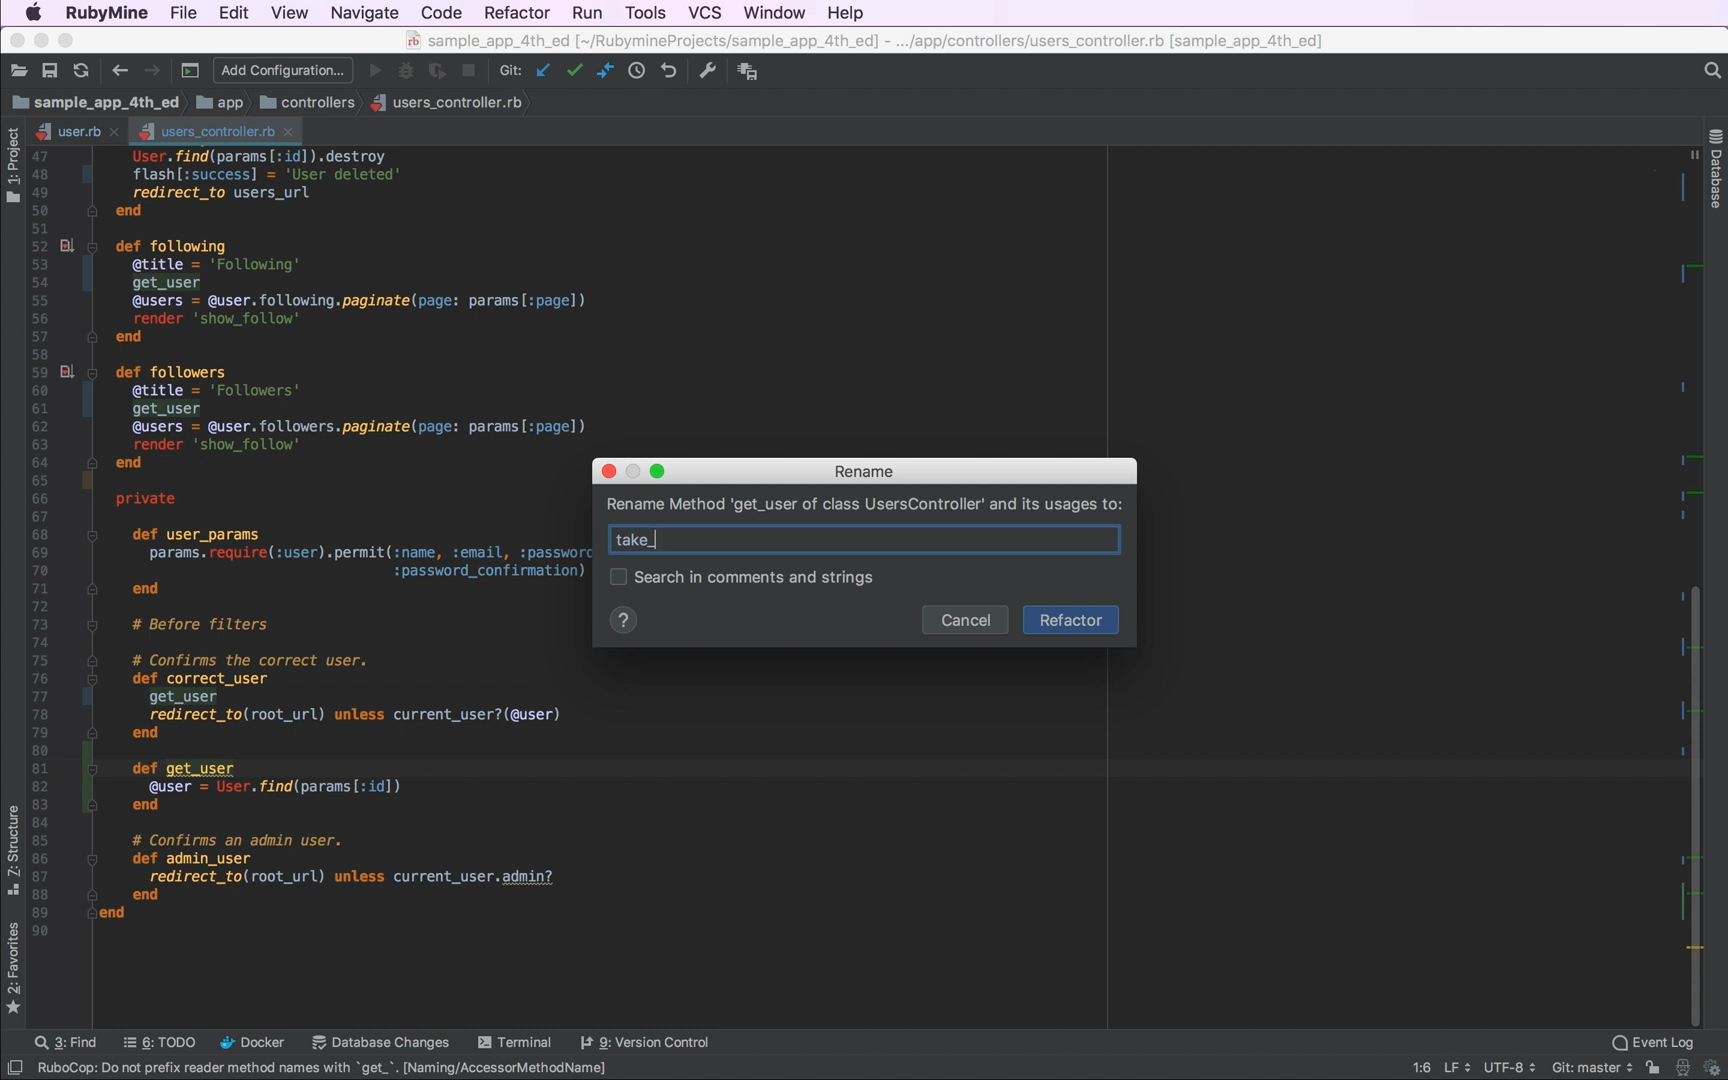 RubyMine File Edit View Navigate Code Refactor Run Tools VCS Window Help
sample_app_4th_ed [~/RubymineProjects/sample_app_4th_ed] - .../app/controllers/users_controller.rb [sample_app_4th_ed]
Add Configuration... Git:
sample_app_4th_ed app controllers users_controller.rb
user.rb users_controller.rb
1: Project
Database
47 User.find(params[:id]).destroy
48 flash[:success] = 'User deleted'
49 redirect_to users_url
50 end
51
52 def following
53 @title = 'Following'
54 get_user
55 @users = @user.following.paginate(page: params[:page])
56 render 'show_follow'
57 end
58
59 def followers
60 @title = 'Followers'
61 get_user
62 @users = @user.followers.paginate(page: params[:page])
63 render 'show_follow'
64 end
65
66 private
67
68 def user_params
69 params.require(:user).permit(:name, :email, :password
70 :password_confirmation)
71 end
72
73 # Before filters
74
75 # Confirms the correct user.
76 def correct_user
77 get_user
78 redirect_to(root_url) unless current_user?(@user)
79 end
80
81 def get_user
82 @user = User.find(params[:id])
83 end
84
85 # Confirms an admin user.
86 def admin_user
87 redirect_to(root_url) unless current_user.admin?
88 end
89 end
90
Rename
Rename Method 'get_user of class UsersController' and its usages to:
take_
Search in comments and strings
? Cancel Refactor
7: Structure
2: Favorites
3: Find 6: TODO Docker Database Changes Terminal 9: Version Control Event Log
RuboCop: Do not prefix reader method names with `get_`. [Naming/AccessorMethodName] 1:6 LF UTF-8 Git: master